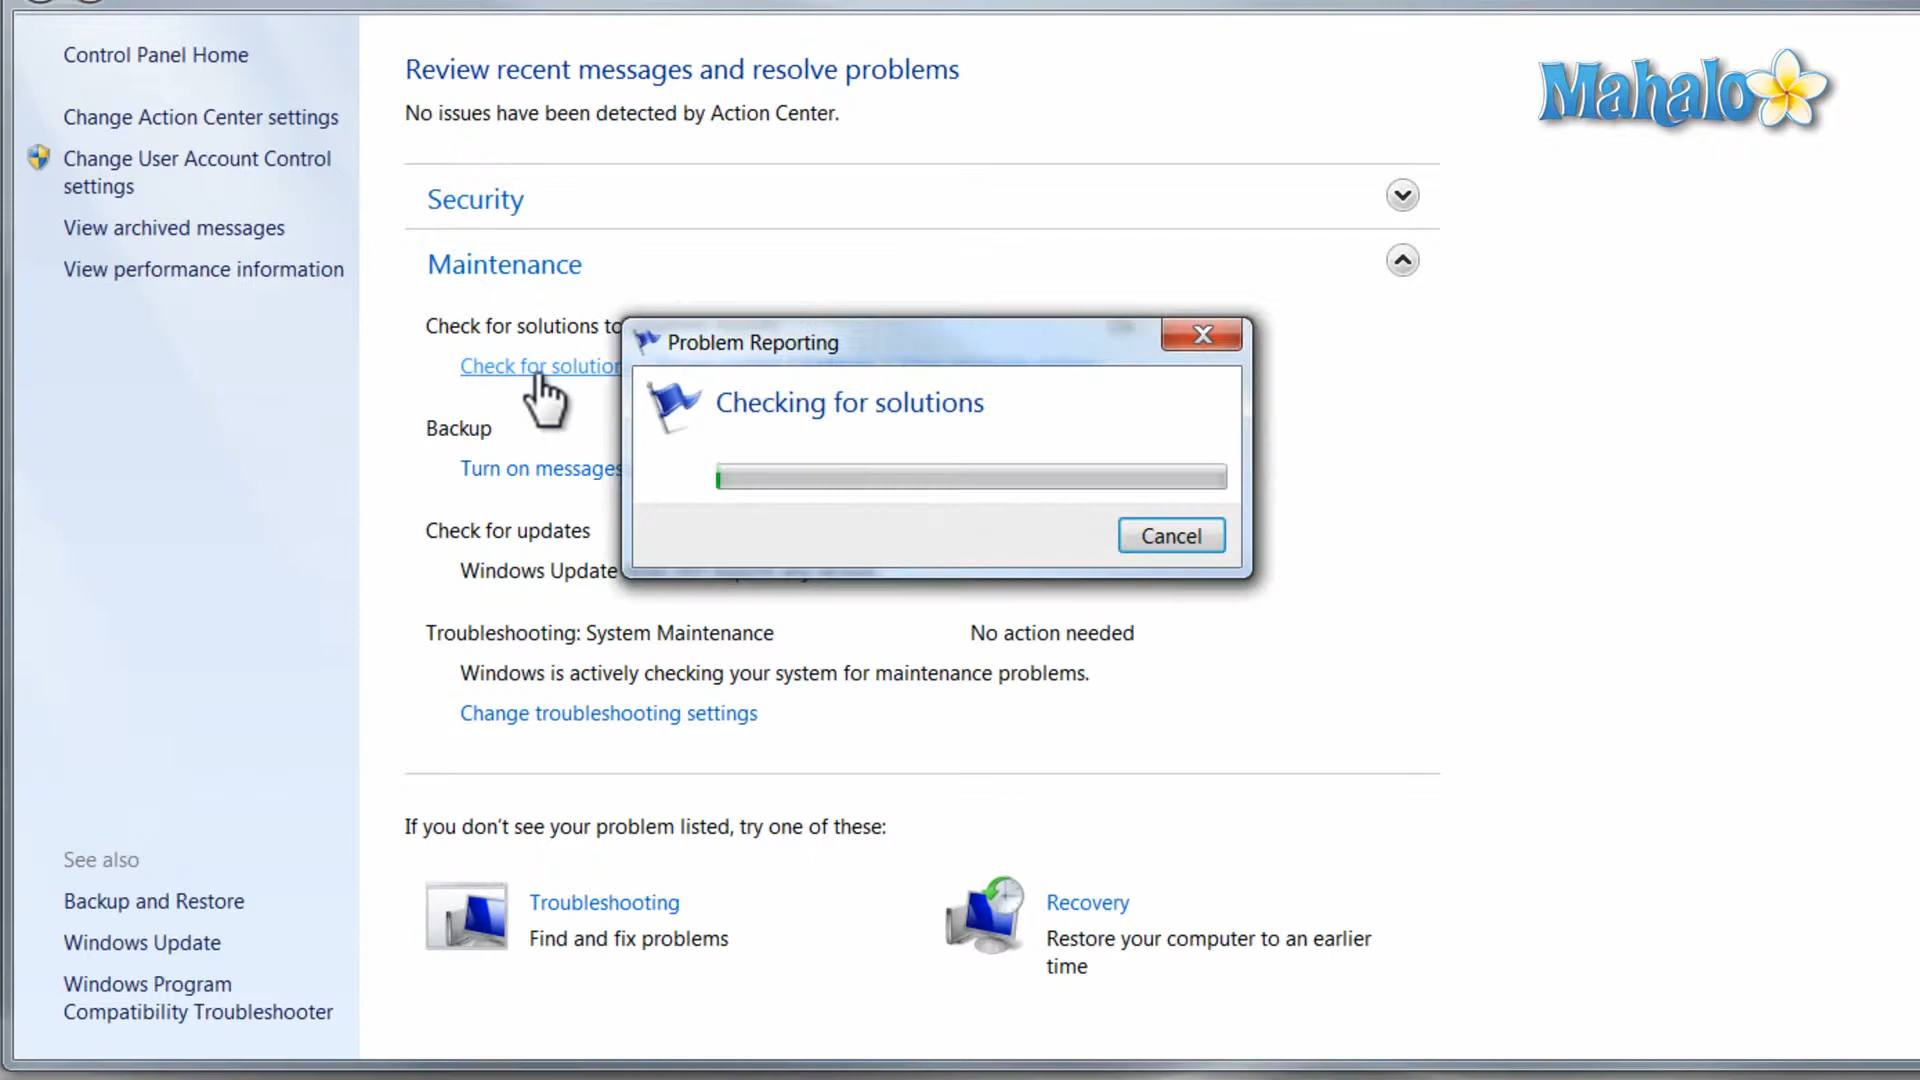 Control Panel Home
Change Action Center settings
Change User Account Control
settings
View archived messages
View performance information
See also
Backup and Restore
Windows Update
Windows Program
Compatibility Troubleshooter
Review recent messages and resolve problems
No issues have been detected by Action Center.
Mahalo
Security
Maintenance
Check for solutions to
Check for solution
Backup
Turn on messages
Check for updates
Windows Update
Problem Reporting
Checking for solutions
Cancel
Troubleshooting: System Maintenance No action needed
Windows is actively checking your system for maintenance problems.
Change troubleshooting settings
If you don't see your problem listed, try one of these:
Troubleshooting
Find and fix problems
Recovery
Restore your computer to an earlier
time